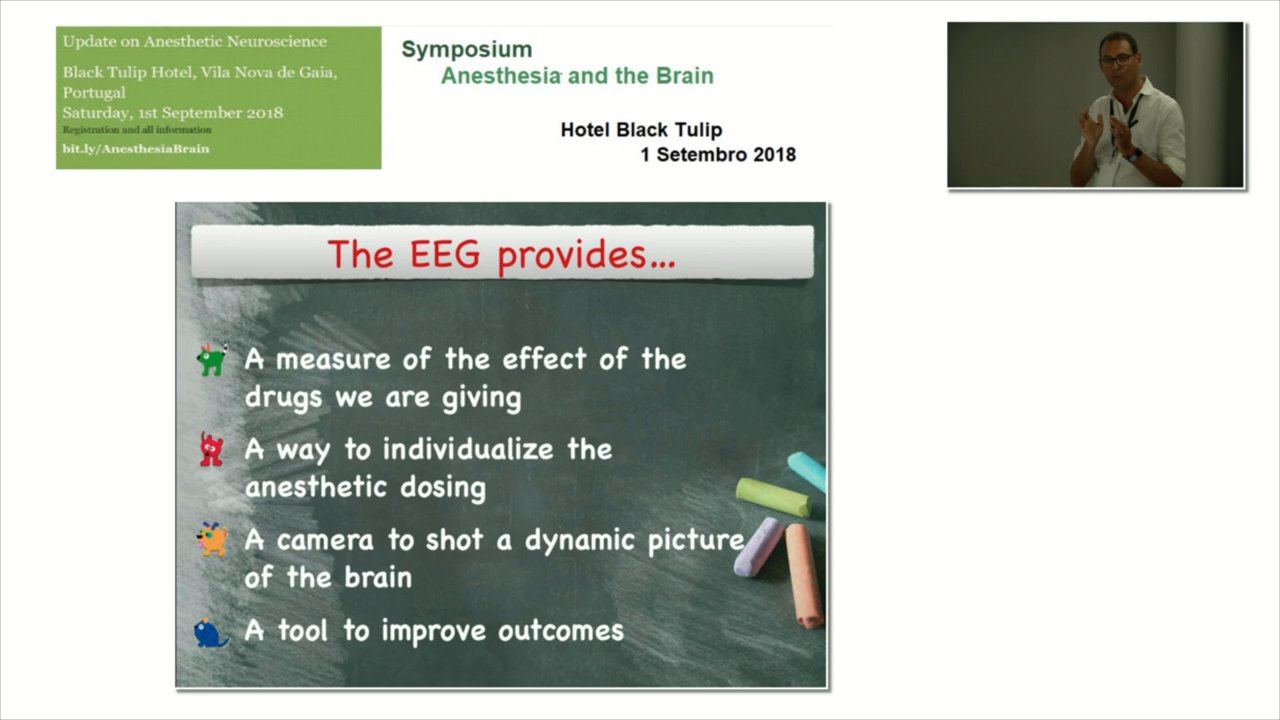 Update on Anesthetic Neuroscience
Black Tulip Hotel, Vila Nova de Gaia,
Portugal
Saturday, 1st September 2018
Registration and all information
bit.ly/AnesthesiaBrain
Symposium
Anesthesia and the Brain
Hotel Black Tulip
1 Setembro 2018
The EEG provides...
A measure of the effect of the
drugs we are giving
A way to individualize the
anesthetic dosing
A camera to shot a dynamic picture
of the brain
A tool to improve outcomes